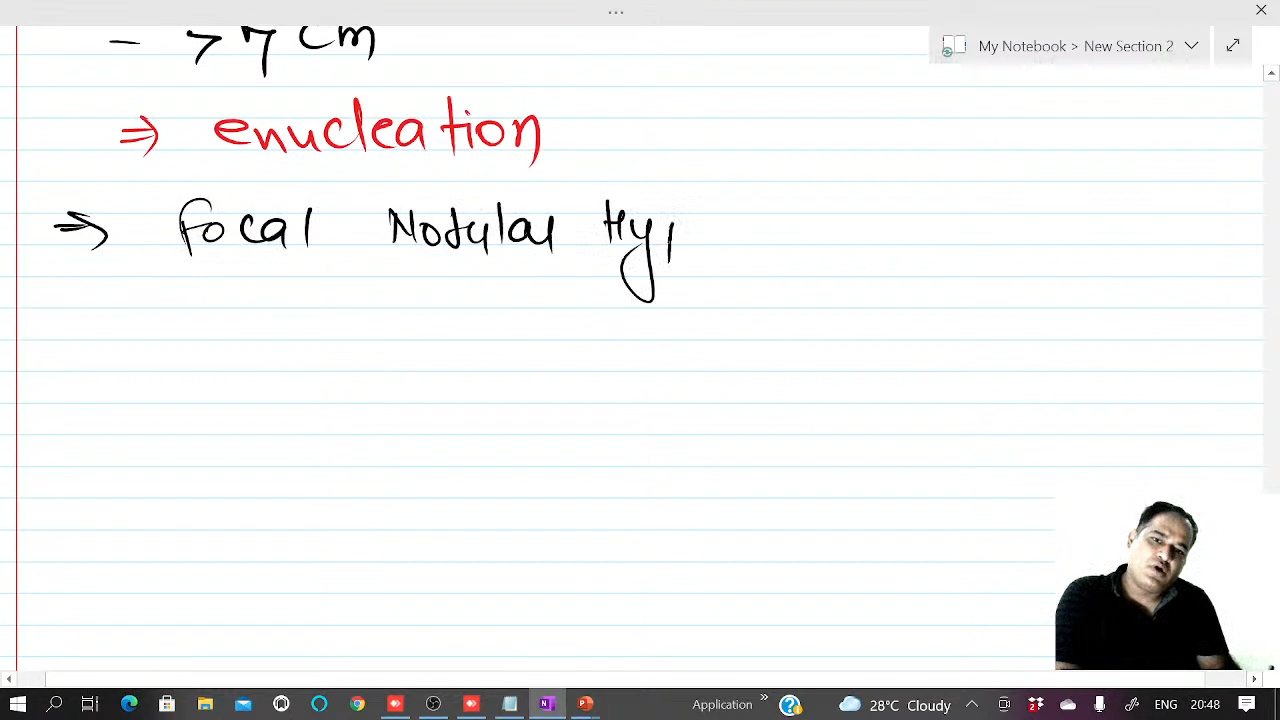 ...
My Notebook > New Section 2
- > 7 cm
⇒ enucleation
⇒ focal Nodular Hy
Application
28°C Cloudy
ENG
20:48